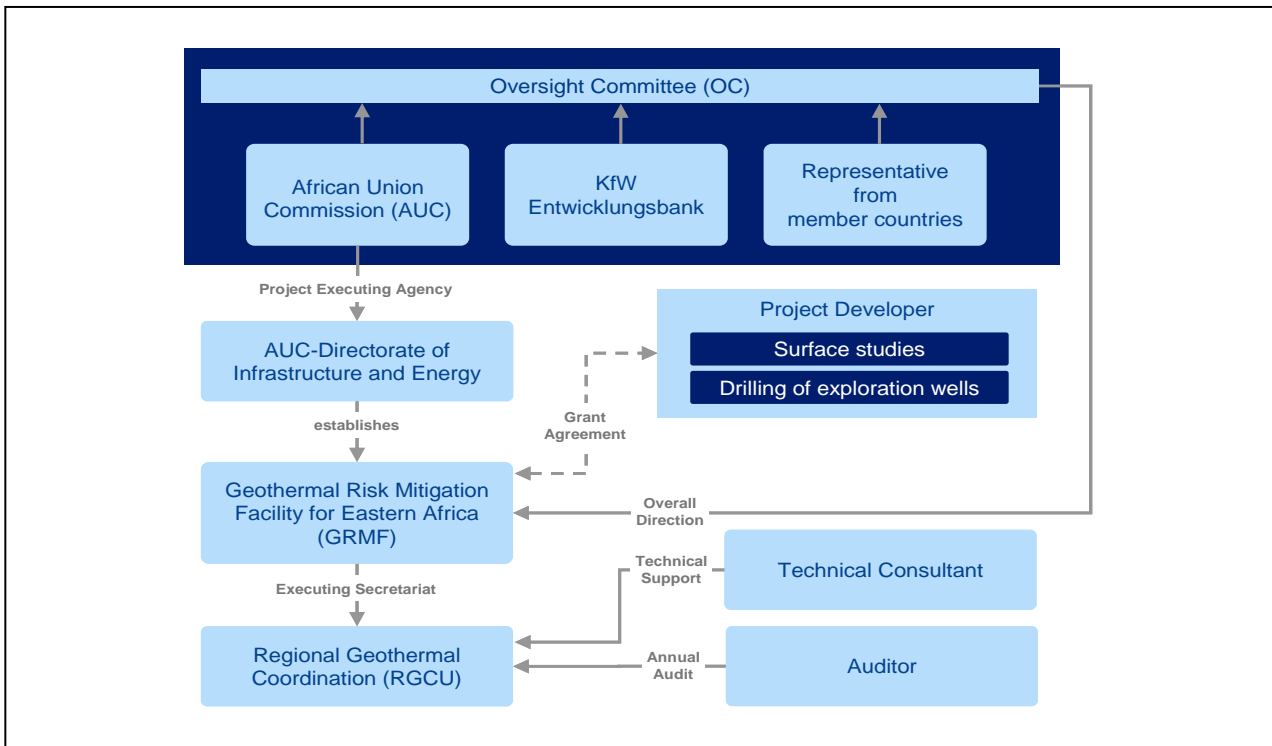 Oversight Committee (OC)
African Union
Commission (AUC)
KfW
Entwicklungsbank
Representative
from
member countries
Project Executing Agency
AUC-Directorate of
Infrastructure and Energy
Project Developer
Surface studies
Drilling of exploration wells
establishes
Grant
Agreement
Geothermal Risk Mitigation
Facility for Eastern Africa
(GRMF)
Overall
Direction
Technical
Support
Technical Consultant
Executing Secretariat
Regional Geothermal
Coordination (RGCU)
Annual
Audit
Auditor